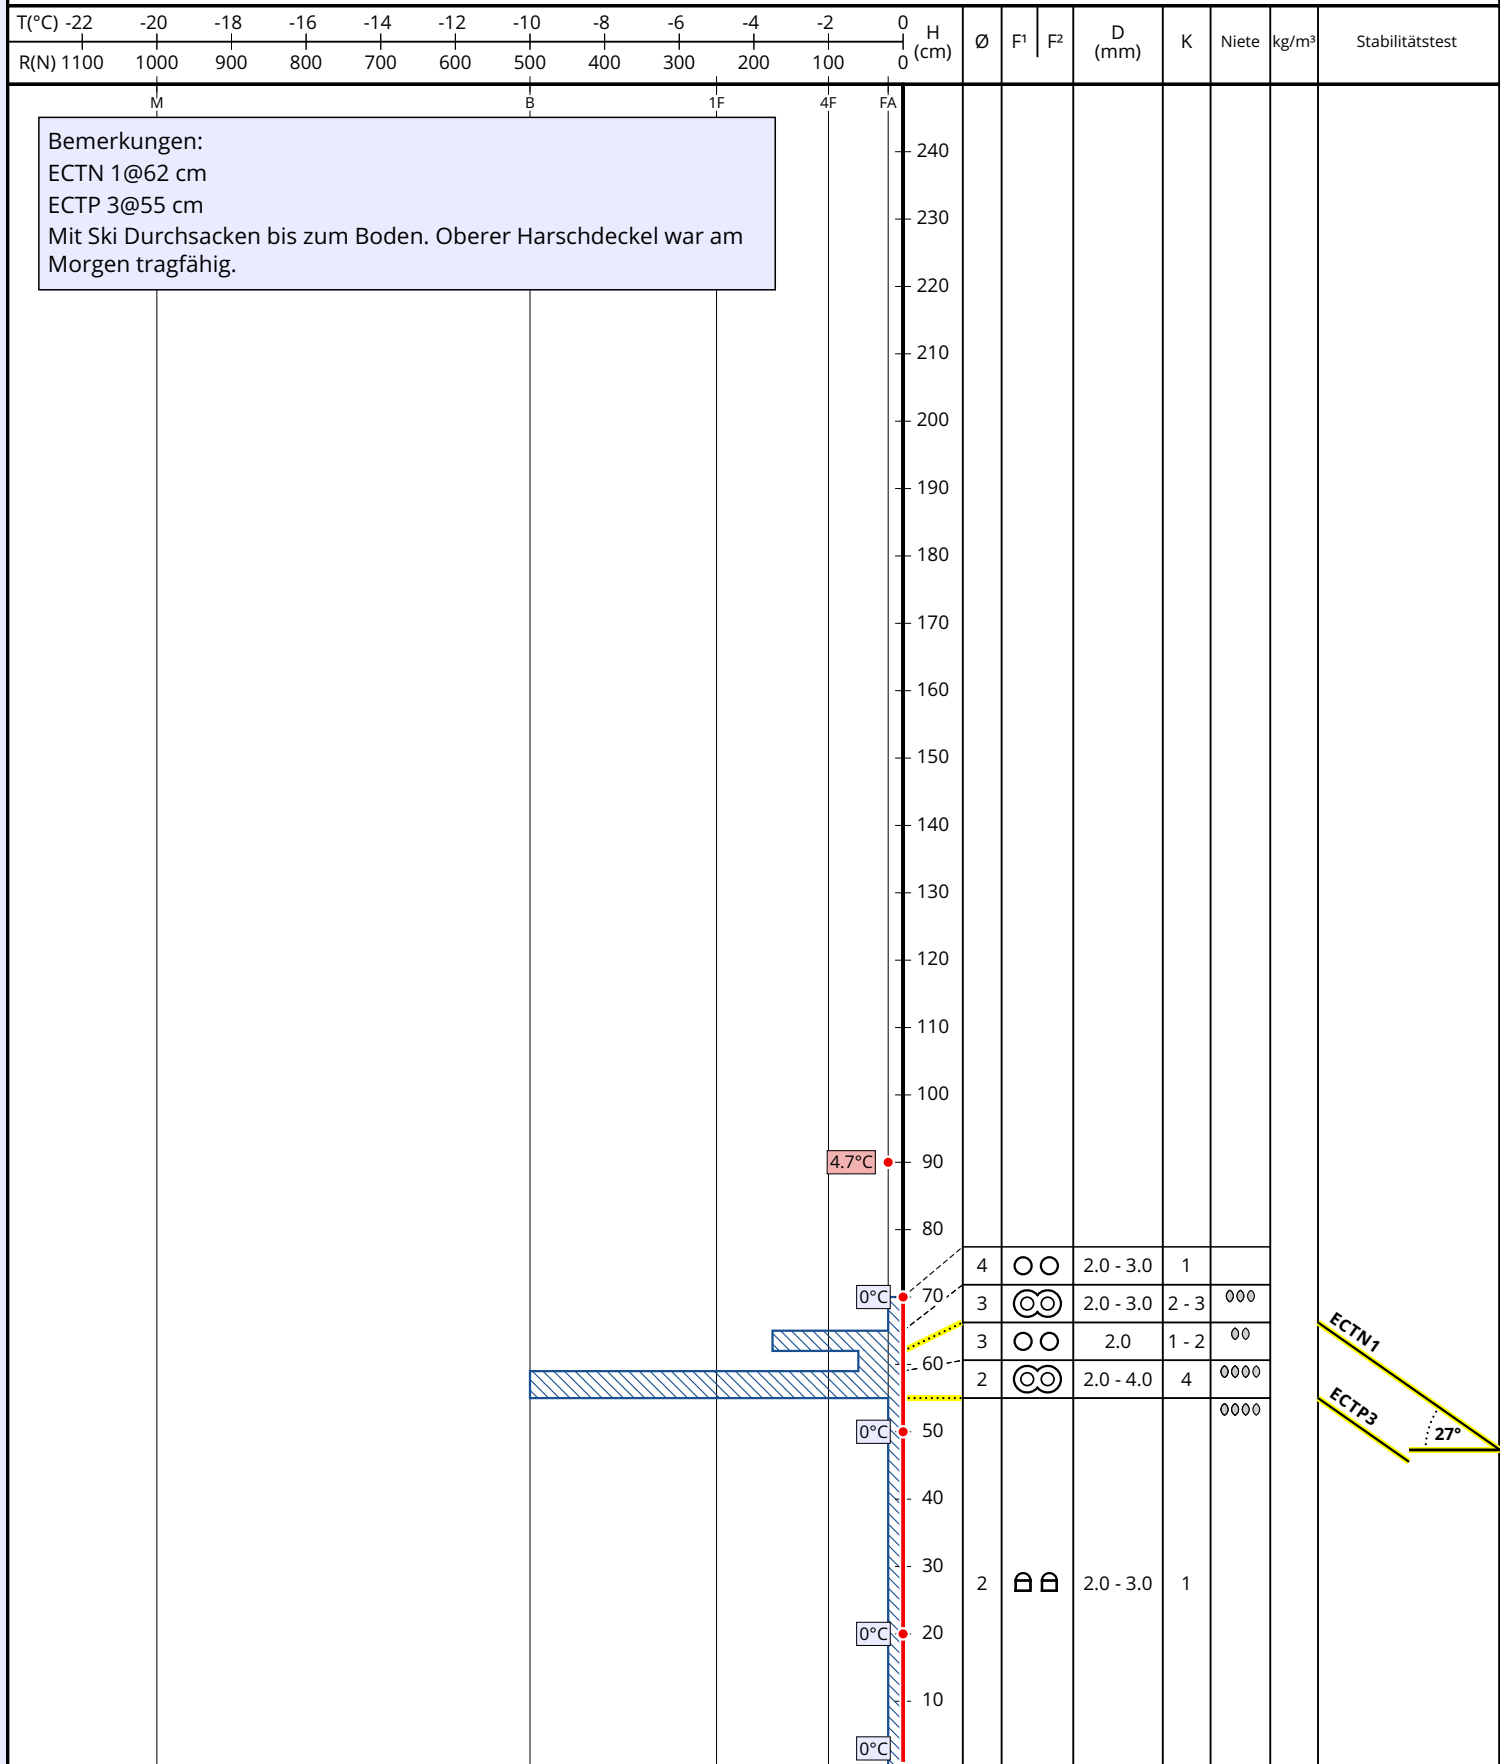 T(°C) -22 -20 -18 -16 -14 -12 -10 -8 -6 -4 -2 0
R(N) 1100 1000 900 800 700 600 500 400 300 200 100 0
H (cm) Ø F¹ F² D (mm) K Niete kg/m³ Stabilitätstest
M B 1F 4F FA
Bemerkungen:
ECTN 1@62 cm
ECTP 3@55 cm
Mit Ski Durchsacken bis zum Boden. Oberer Harschdeckel war am
Morgen tragfähig.
240
230
220
210
200
190
180
170
160
150
140
130
120
110
100
4.7°C 90
80
4 2.0 - 3.0 1
0°C 70
3 2.0 - 3.0 2 - 3
ECTN1
3 2.0 1 - 2
60
2 2.0 - 4.0 4
ECTP3
27°
0°C 50
40
30
2 2.0 - 3.0 1
0°C 20
10
0°C